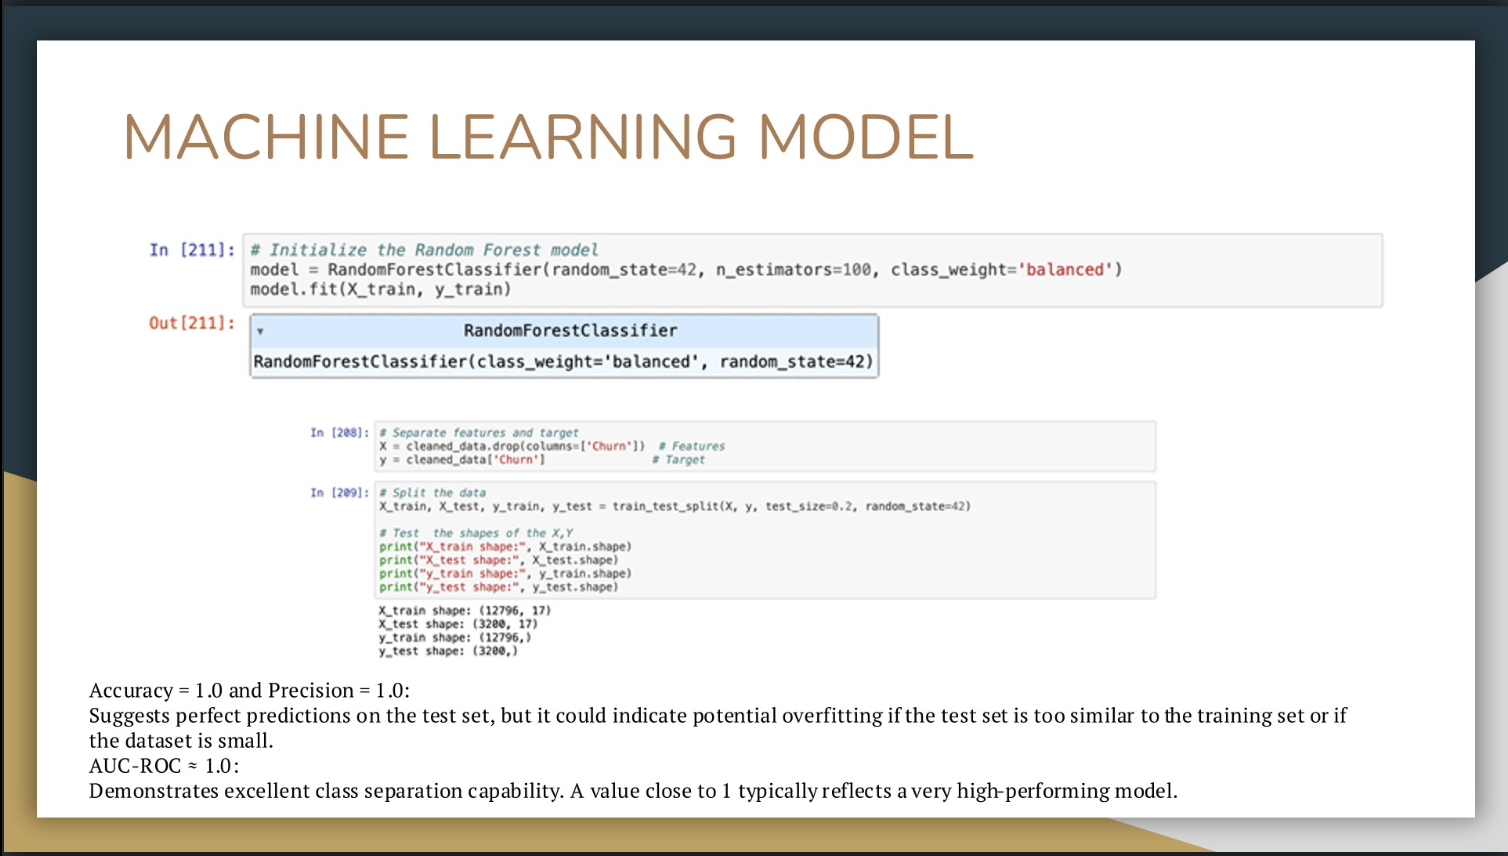 MACHINE LEARNING MODEL
In [211]: # Initialize the Random Forest model
model = RandomForestClassifier(random_state=42, n_estimators=100, class_weight='balanced')
model.fit(X_train, y_train)
Out[211]: ▾ RandomForestClassifier
RandomForestClassifier(class_weight='balanced', random_state=42)
In [208]: # Separate features and target
X = cleaned_data.drop(columns=['Churn']) # Features
y = cleaned_data['Churn'] # Target
In [209]: # Split the data
X_train, X_test, y_train, y_test = train_test_split(X, y, test_size=0.2, random_state=42)
# Test the shapes of the X,Y
print("X_train shape:", X_train.shape)
print("X_test shape:", X_test.shape)
print("y_train shape:", y_train.shape)
print("y_test shape:", y_test.shape)
X_train shape: (12796, 17)
X_test shape: (3200, 17)
y_train shape: (12796,)
y_test shape: (3200,)
Accuracy = 1.0 and Precision = 1.0:
Suggests perfect predictions on the test set, but it could indicate potential overfitting if the test set is too similar to the training set or if
the dataset is small.
AUC-ROC ≈ 1.0:
Demonstrates excellent class separation capability. A value close to 1 typically reflects a very high-performing model.